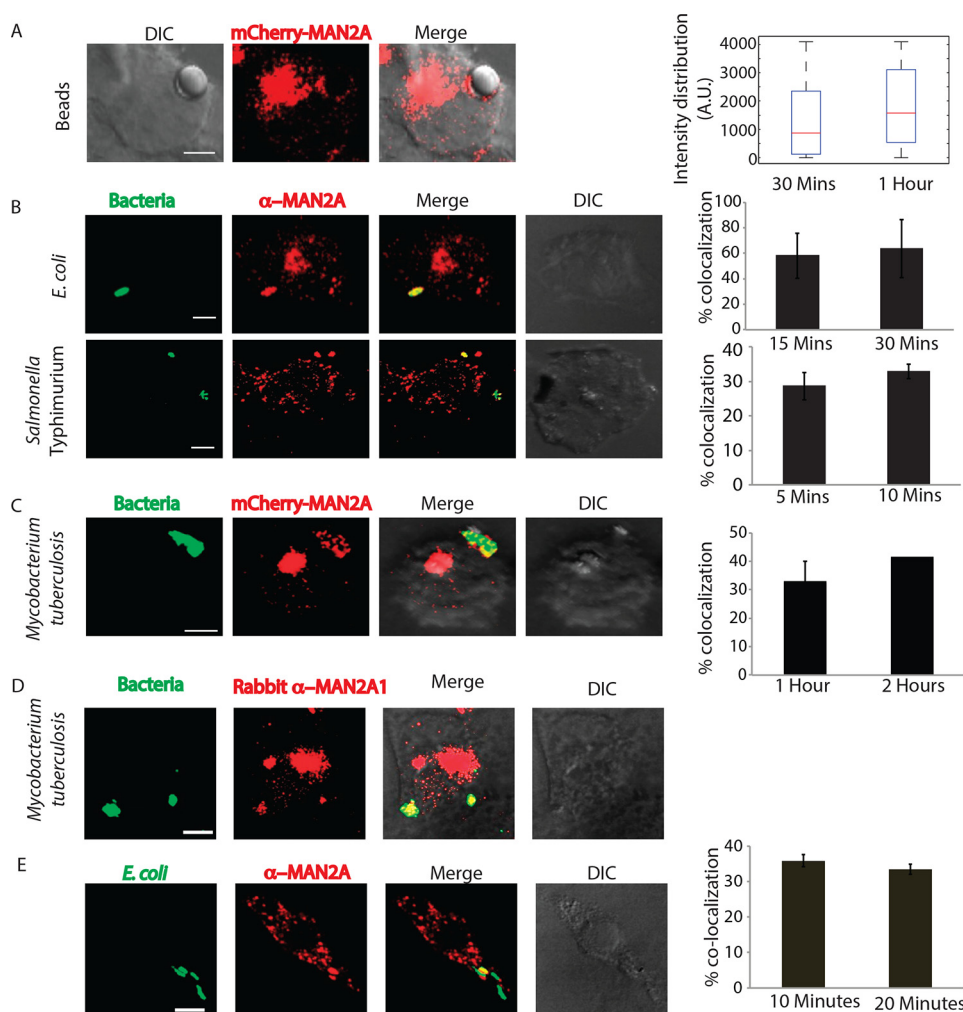 A
DIC
mCherry-MAN2A
Merge
Beads
Intensity distribution
(A.U.)
4000
3000
2000
1000
0
30 Mins
1 Hour
B
Bacteria
α–MAN2A
Merge
DIC
E. coli
% colocalization
100
80
60
40
20
0
15 Mins
30 Mins
Salmonella
Typhimurium
% colocalization
40
30
20
10
0
5 Mins
10 Mins
C
Bacteria
mCherry-MAN2A
Merge
DIC
Mycobacterium
tuberculosis
% colocalization
50
40
30
20
10
0
1 Hour
2 Hours
D
Bacteria
Rabbit α–MAN2A1
Merge
DIC
Mycobacterium
tuberculosis
E
E. coli
α–MAN2A
Merge
DIC
% co-localization
40
30
20
10
0
10 Minutes
20 Minutes